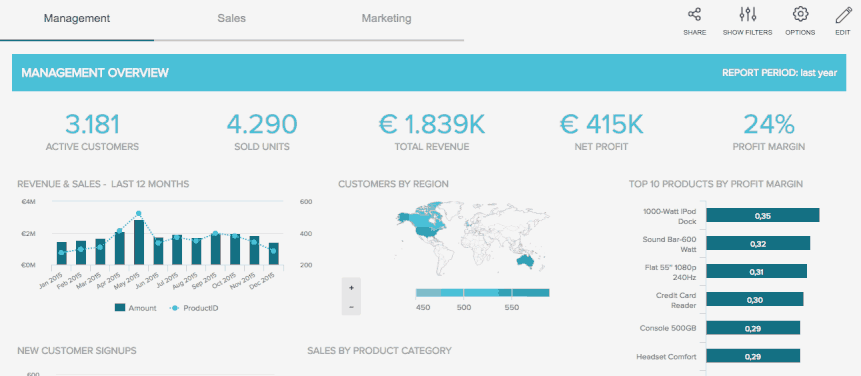 Management
Sales
Marketing
SHARE
SHOW FILTERS
OPTIONS
EDIT
MANAGEMENT OVERVIEW
REPORT PERIOD: last year
3.181
ACTIVE CUSTOMERS
4.290
SOLD UNITS
€ 1.839K
TOTAL REVENUE
€ 415K
NET PROFIT
24%
PROFIT MARGIN
REVENUE & SALES - LAST 12 MONTHS
€4M
€2M
€0M
600
400
200
Jan 2015
Feb 2015
Mar 2015
Apr 2015
May 2015
Jun 2015
Jul 2015
Aug 2015
Sep 2015
Oct 2015
Nov 2015
Dec 2015
Amount
ProductID
CUSTOMERS BY REGION
+
−
450
500
550
TOP 10 PRODUCTS BY PROFIT MARGIN
1000-Watt iPod
Dock
0,35
Sound Bar-600
Watt
0,32
Flat 55" 1080p
240Hz
0,31
Credit Card
Reader
0,30
Console 500GB
0,29
Headset Comfort
0,29
NEW CUSTOMER SIGNUPS
600
SALES BY PRODUCT CATEGORY